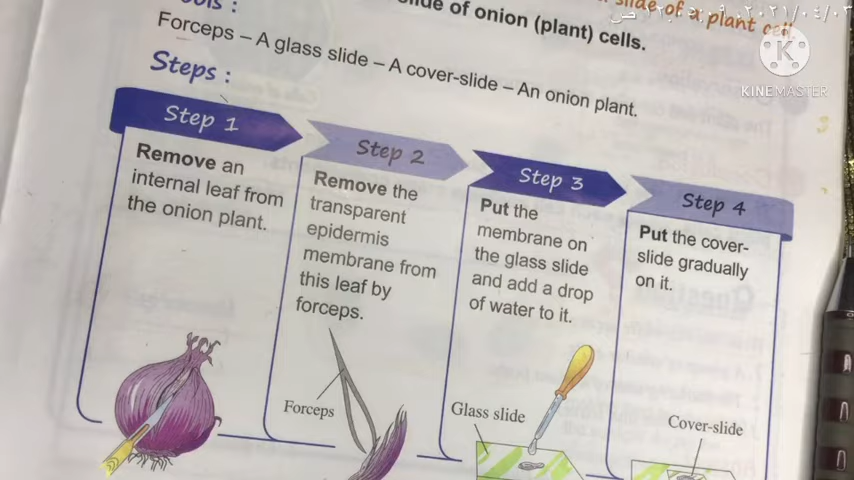 slide of a plant cell.
of onion (plant) cells.
Forceps – A glass slide – A cover-slide – An onion plant.
Steps :
KINEMASTER
Step 1
Remove an
internal leaf from
the onion plant.
Step 2
Remove the
transparent
epidermis
membrane from
this leaf by
forceps.
Forceps
Step 3
Put the
membrane on
the glass slide
and add a drop
of water to it.
Glass slide
Step 4
Put the cover-
slide gradually
on it.
Cover-slide